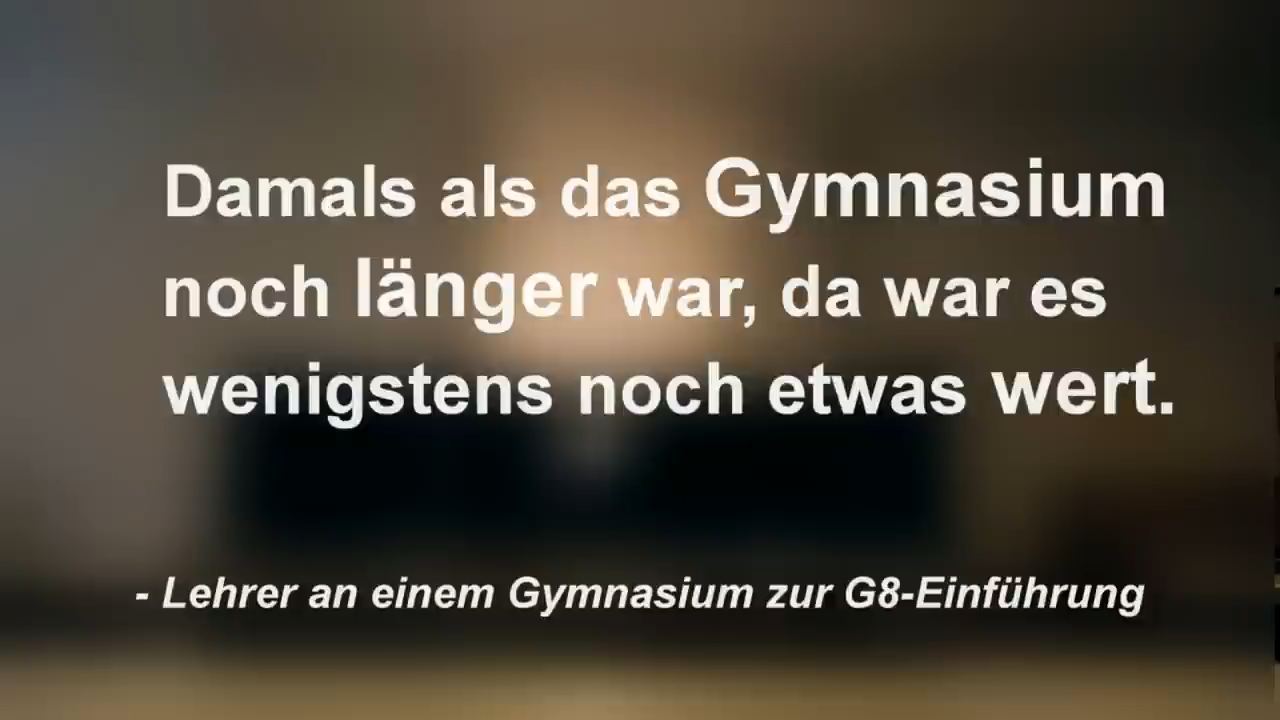 Damals als das Gymnasium
noch länger war, da war es
wenigstens noch etwas wert.
- Lehrer an einem Gymnasium zur G8-Einführung